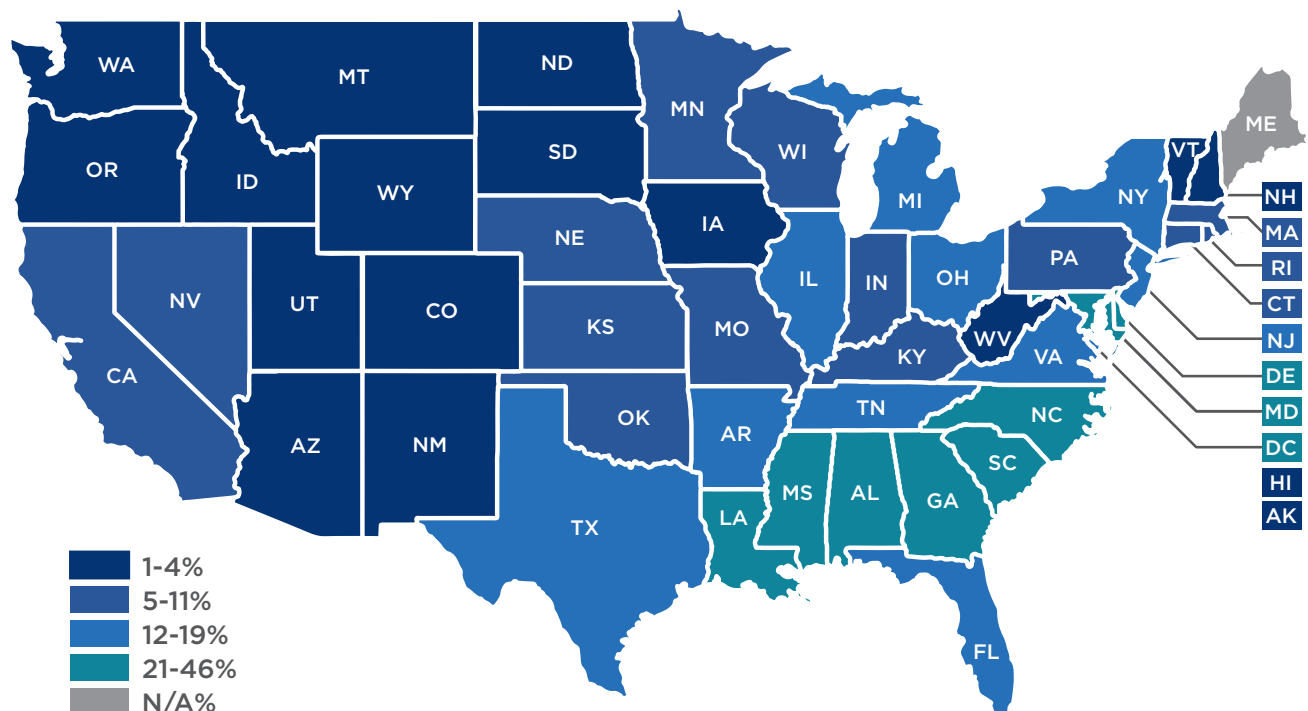 WA
MT
ND
MN
OR
ID
WY
SD
WI
MI
NY
VT
ME
NH
MA
RI
CT
NJ
DE
MD
DC
HI
AK
NV
UT
CO
NE
IA
IL
IN
OH
PA
KS
MO
KY
WV
VA
CA
AZ
NM
OK
AR
TN
NC
SC
TX
LA
MS
AL
GA
FL
1-4%
5-11%
12-19%
21-46%
N/A%